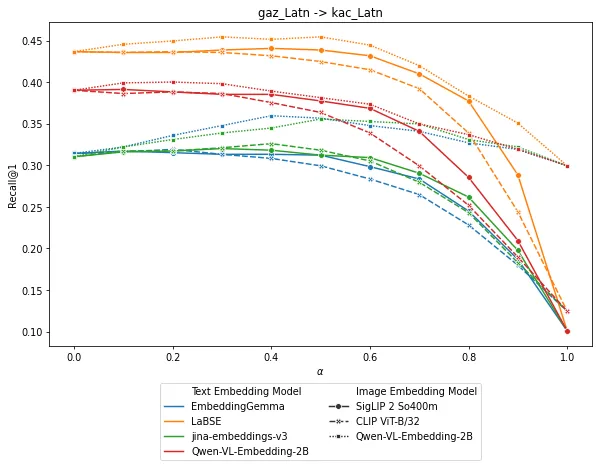 gaz_Latn -> kac_Latn
Recall@1
0.45
0.40
0.35
0.30
0.25
0.20
0.15
0.10
0.0 0.2 0.4 0.6 0.8 1.0
α
Text Embedding Model Image Embedding Model
EmbeddingGemma SigLIP 2 So400m
LaBSE CLIP ViT-B/32
jina-embeddings-v3 Qwen-VL-Embedding-2B
Qwen-VL-Embedding-2B